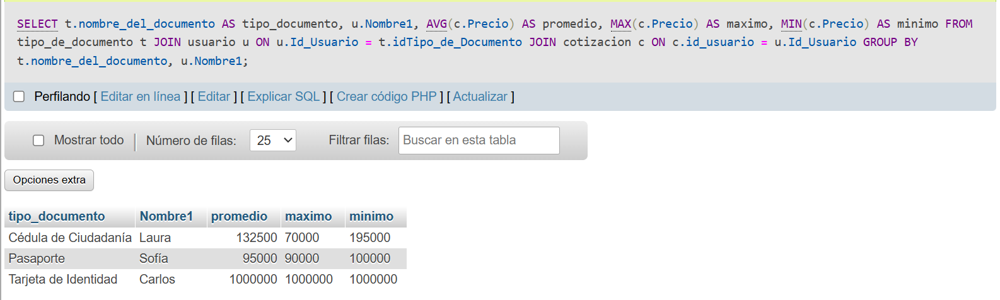 SELECT t.nombre_del_documento AS tipo_documento, u.Nombre1, AVG(c.Precio) AS promedio, MAX(c.Precio) AS maximo, MIN(c.Precio) AS minimo FROM
tipo_de_documento t JOIN usuario u ON u.Id_Usuario = t.idTipo_de_Documento JOIN cotizacion c ON c.id_usuario = u.Id_Usuario GROUP BY
t.nombre_del_documento, u.Nombre1;
Perfilando [ Editar en línea ] [ Editar ] [ Explicar SQL ] [ Crear código PHP ] [ Actualizar ]
Mostrar todo | Número de filas: 25 Filtrar filas: Buscar en esta tabla
Opciones extra
tipo_documento Nombre1 promedio maximo minimo
Cédula de Ciudadanía Laura 132500 70000 195000
Pasaporte Sofía 95000 90000 100000
Tarjeta de Identidad Carlos 1000000 1000000 1000000